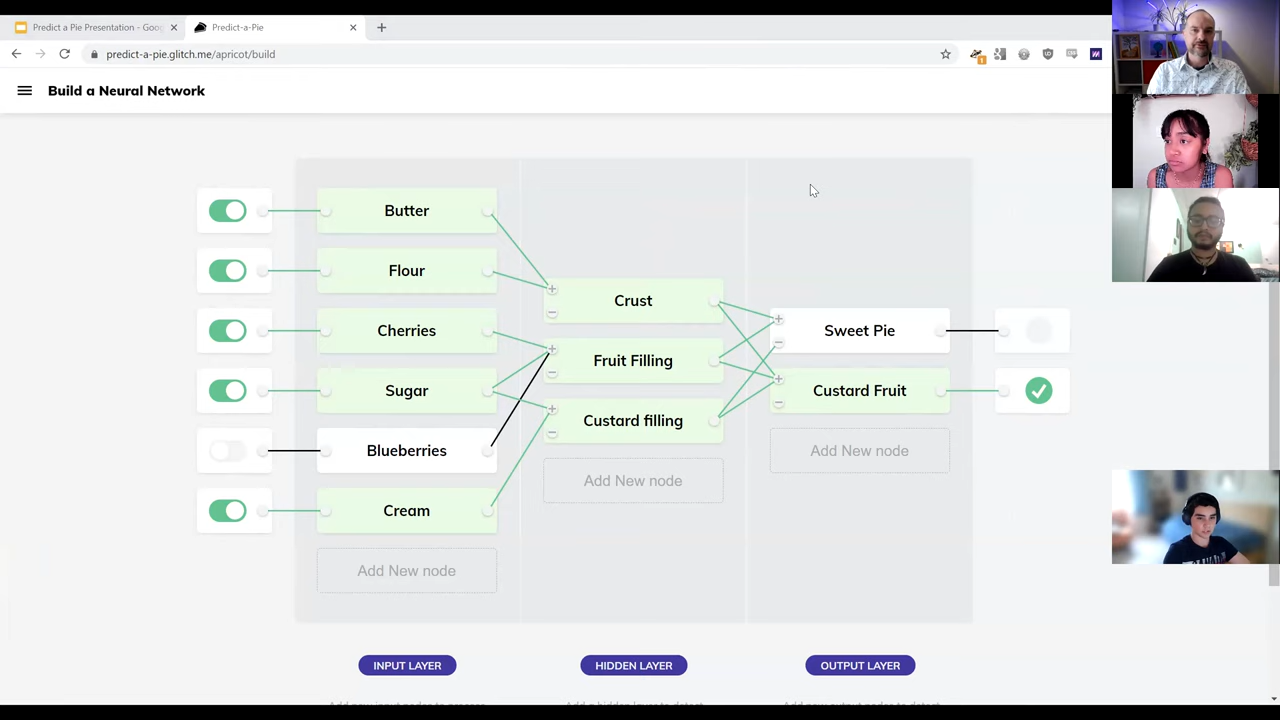 Predict a Pie Presentation - Goog
Predict-a-Pie
predict-a-pie.glitch.me/apricot/build
Build a Neural Network
Butter
Flour
Cherries
Sugar
Blueberries
Cream
Add New node
Crust
Fruit Filling
Custard filling
Add New node
Sweet Pie
Custard Fruit
Add New node
INPUT LAYER
HIDDEN LAYER
OUTPUT LAYER